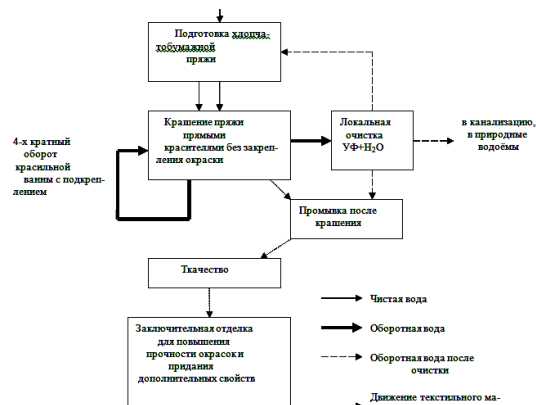 Подготовка хлопча-
тобумажной
пряжи
Крашение пряжи
прямыми
красителями без закреп-
ления окраски
Локальная
очистка
УФ+H₂O
в канализацию,
в природные
водоёмы
4-х кратный
оборот
красильной
ванны с подкреп-
лением
Промывка после
крашения
Ткачество
Заключительная отделка
для повышения
прочности окрасок и
придания
дополнительных свойств
Чистая вода
Оборотная вода
Оборотная вода после
очистки
Движение текстильного ма-